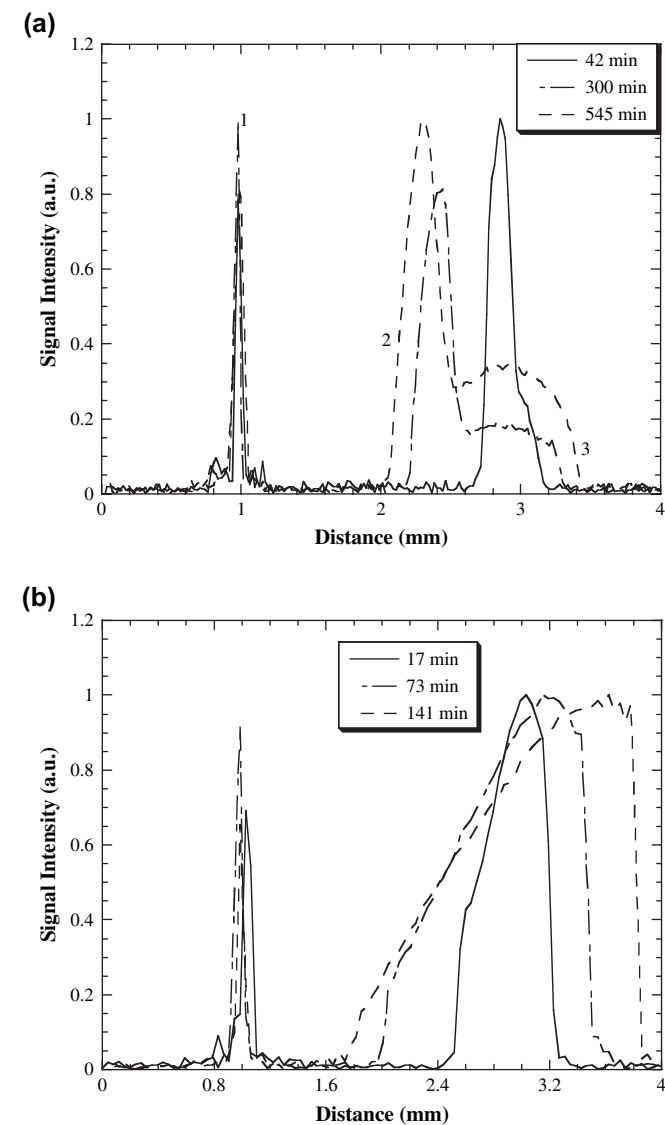 (a)
1.2
1
0.8
0.6
0.4
0.2
0
Signal Intensity (a.u.)
42 min
300 min
545 min
1
2
3
0 1 2 3 4
Distance (mm)
(b)
1.2
1
0.8
0.6
0.4
0.2
0
Signal Intensity (a.u.)
17 min
73 min
141 min
0 0.8 1.6 2.4 3.2 4
Distance (mm)